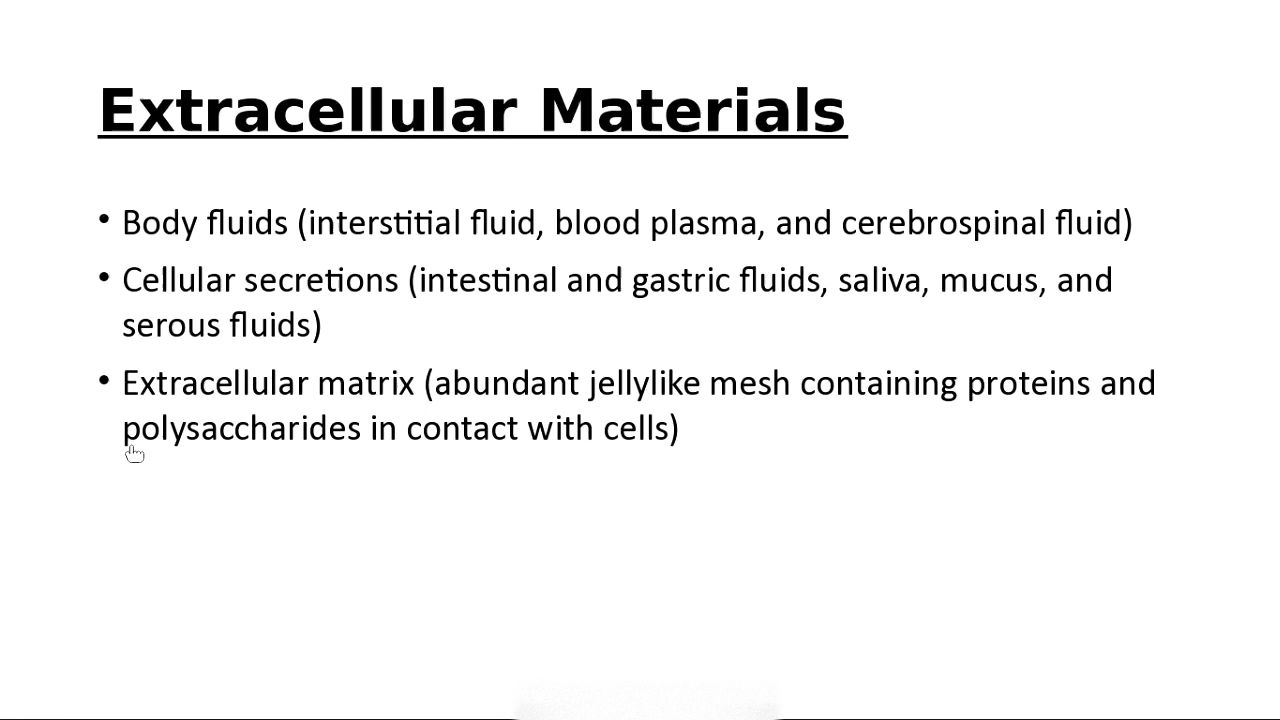 Extracellular Materials
• Body fluids (interstitial fluid, blood plasma, and cerebrospinal fluid)
• Cellular secretions (intestinal and gastric fluids, saliva, mucus, and
serous fluids)
• Extracellular matrix (abundant jellylike mesh containing proteins and
polysaccharides in contact with cells)